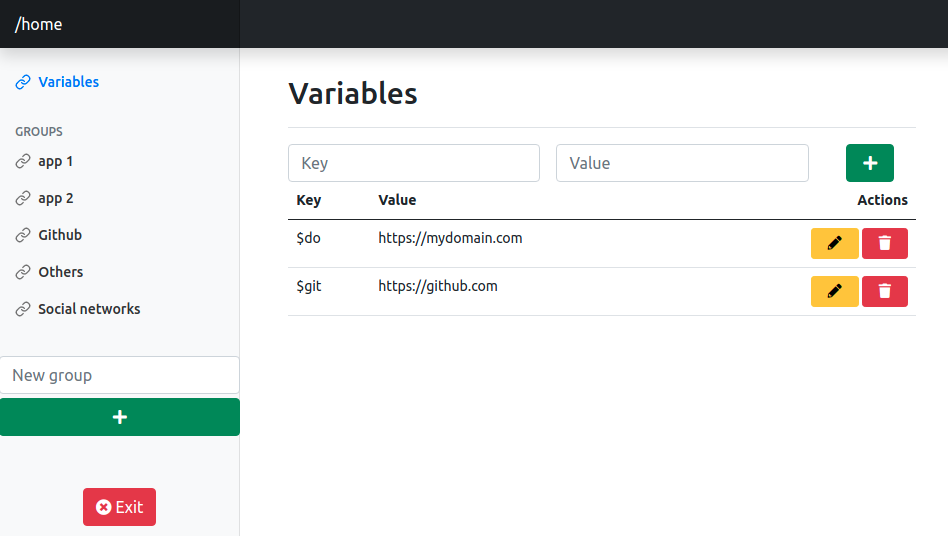 /home
Variables
GROUPS
app 1
app 2
Github
Others
Social networks
New group
Exit
Variables
Key Value
Key Value Actions
$do https://mydomain.com
$git https://github.com